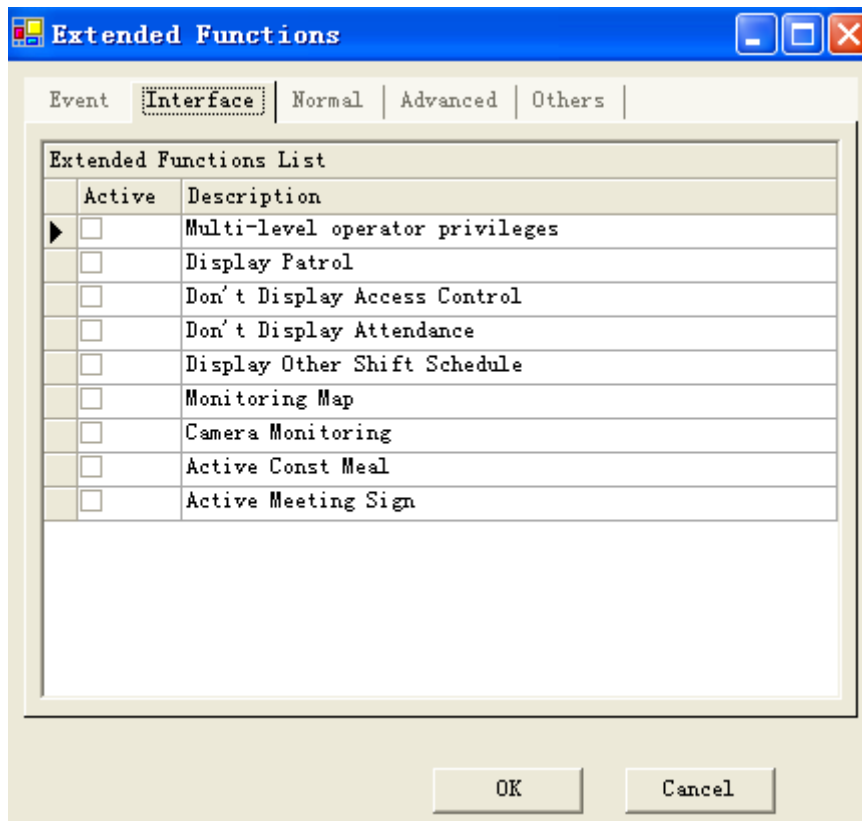 Extended Functions
Event Interface Normal Advanced Others
Extended Functions List
Active Description
Multi-level operator privileges
Display Patrol
Don't Display Access Control
Don't Display Attendance
Display Other Shift Schedule
Monitoring Map
Camera Monitoring
Active Const Meal
Active Meeting Sign
OK Cancel